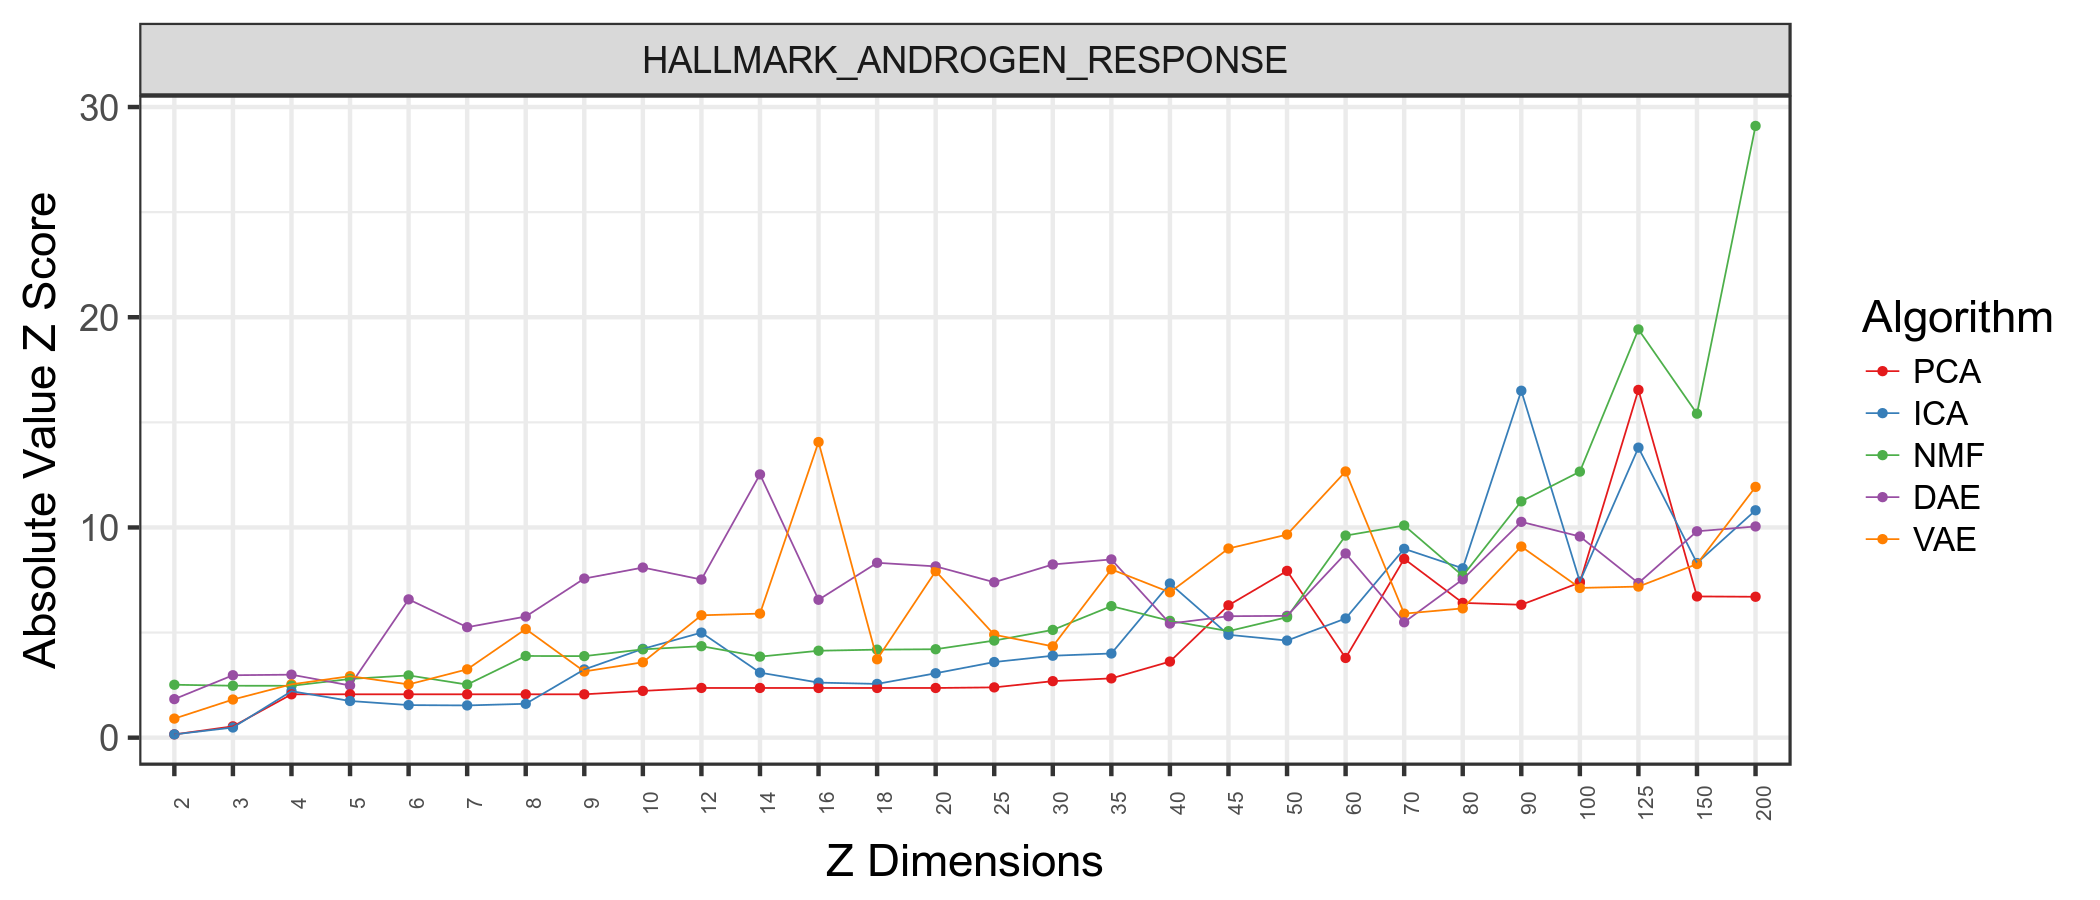 HALLMARK_ANDROGEN_RESPONSE
30
20
10
0
Absolute Value Z Score
2 3 4 5 6 7 8 9 10 12 14 16 18 20 25 30 35 40 45 50 60 70 80 90 100 125 150 200
Z Dimensions
Algorithm
PCA
ICA
NMF
DAE
VAE